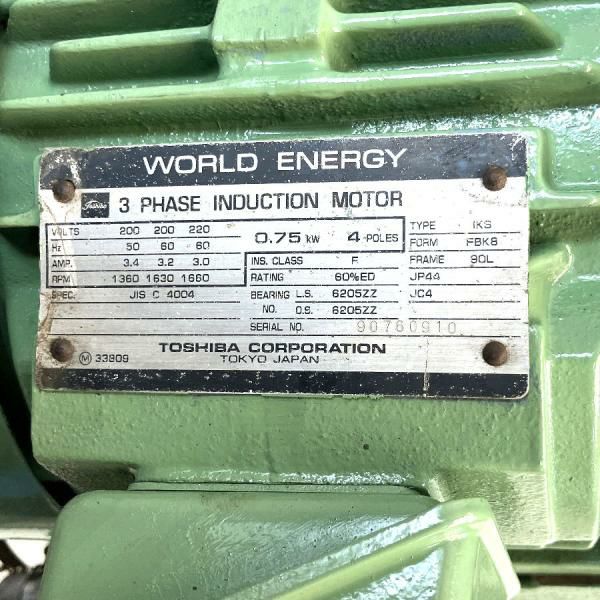 WORLD ENERGY
Toshiba 3 PHASE INDUCTION MOTOR
VOLTS 200 200 220
Hz 50 60 60
AMP. 3.4 3.2 3.0
RPM 1360 1630 1660
SPEC. JIS C 4004
0.75 kW 4-POLES
INS. CLASS F
RATING 60%ED
BEARING L.S. 6205ZZ
NO. O.S. 6205ZZ
SERIAL NO. 90760910
TYPE IKS
FORM FBK8
FRAME 90L
JP44
JC4
TOSHIBA CORPORATION
TOKYO JAPAN
M 33809